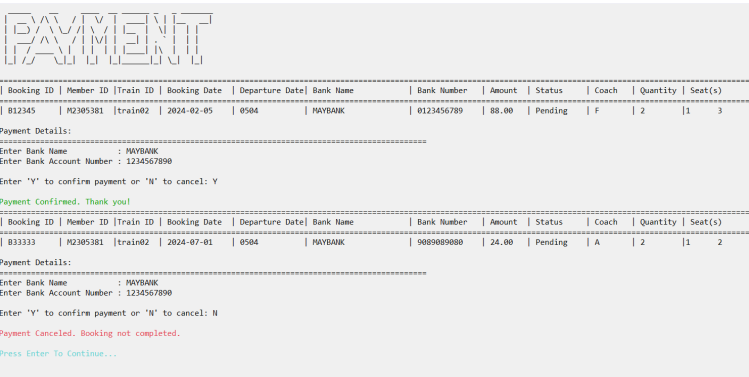 PAYMENT
| Booking ID | Member ID |Train ID | Booking Date | Departure Date| Bank Name | Bank Number | Amount | Status | Coach | Quantity | Seat(s)
| B12345 | M2305381 |train02 | 2024-02-05 | 0504 | MAYBANK | 0123456789 | 88.00 | Pending | F | 2 |1 3
Payment Details:
Enter Bank Name : MAYBANK
Enter Bank Account Number : 1234567890
Enter 'Y' to confirm payment or 'N' to cancel: Y
Payment Confirmed. Thank you!
| Booking ID | Member ID |Train ID | Booking Date | Departure Date| Bank Name | Bank Number | Amount | Status | Coach | Quantity | Seat(s)
| B33333 | M2305381 |train02 | 2024-07-01 | 0504 | MAYBANK | 9089089080 | 24.00 | Pending | A | 2 |1 2
Payment Details:
Enter Bank Name : MAYBANK
Enter Bank Account Number : 1234567890
Enter 'Y' to confirm payment or 'N' to cancel: N
Payment Canceled. Booking not completed.
Press Enter To Continue...